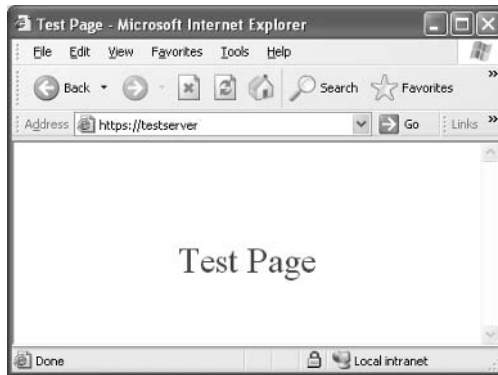 Test Page - Microsoft Internet Explorer
File Edit View Favorites Tools Help
Back Search Favorites »
Address https://testserver Go Links »
Test Page
Done Local intranet